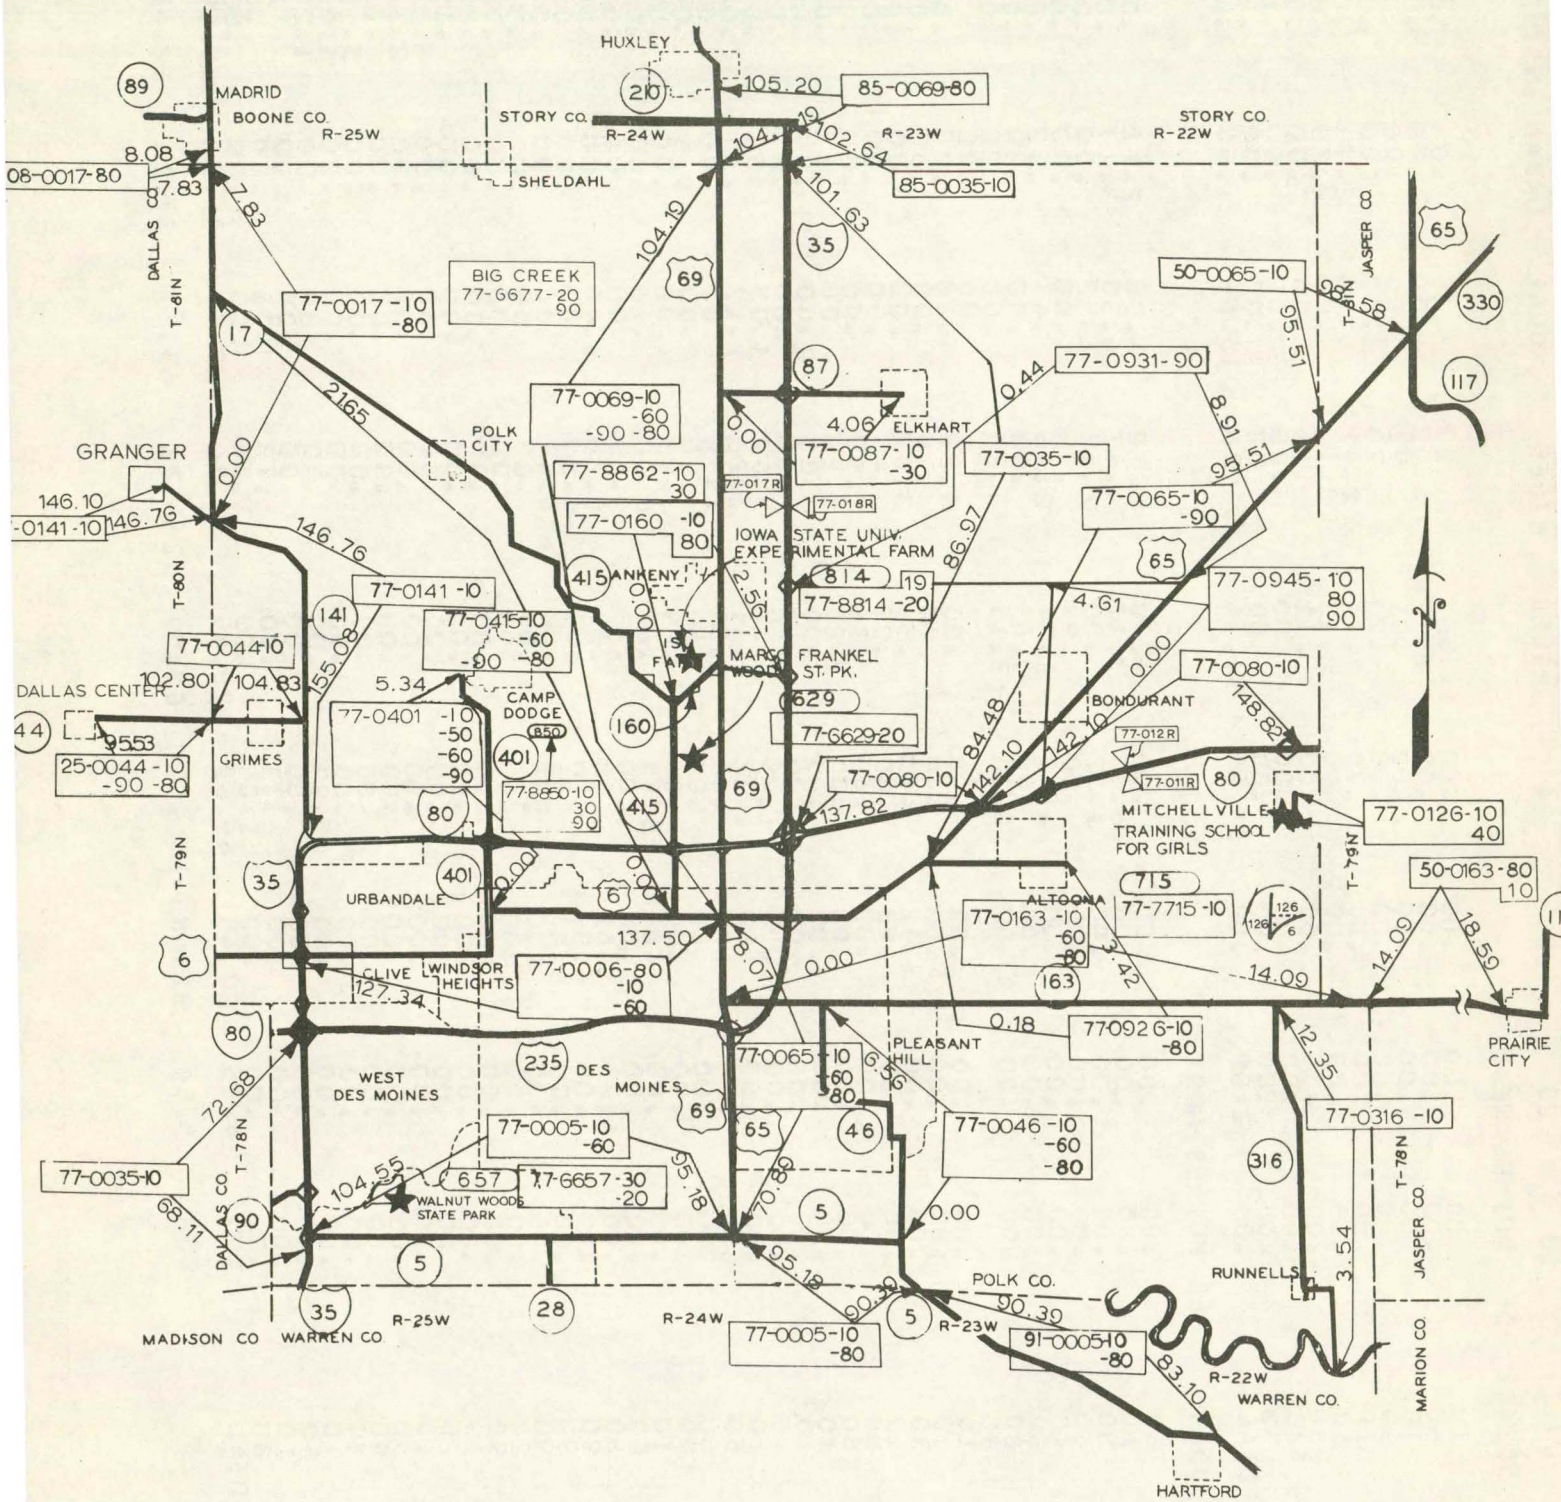 HUXLEY
89
MADRID
BOONE CO.
R-25W
STORY CO.
R-24W
210
105.20
85-0069-80
104.19
102.64
R-23W
STORY CO.
R-22W
8.08
08-0017-80
7.83
SHELDAHL
85-0035-10
7.83
DALLAS CO.
T-81N
104.19
101.63
35
69
BIG CREEK
77-6677-20
90
JASPER CO.
T-81N
65
50-0065-10
98.58
330
95.51
117
77-0017-10
-80
17
21.65
87
77-0931-90
0.44
77-0069-10
-60
-90 -80
POLK
CITY
0.00
4.06
ELKHART
77-0087-10
-30
8.91
77-0035-10
95.51
GRANGER
0.00
146.10
-0141-10
146.76
77-8862-10
30
77-017R
77-018R
77-0065-10
-90
77-0160 -10
80
IOWA STATE UNIV.
EXPERIMENTAL FARM
86.97
65
146.76
T-80N
415
ANKENY
0.00
2.56
814
19
77-8814-20
4.61
77-0945-10
80
90
77-0141-10
141
77-0415-10
-60
-90 -80
77-0044-10
155.08
MARGO FRANKEL
WOODS ST. PK.
0.00
77-0080-10
DALLAS CENTER
102.80
104.83
5.34
CAMP
DODGE
850
629
BONDURANT
148.82
44
95.53
77-0401 -10
-50
-60
-90
401
160
77-6629-20
84.48
142.10
142.10
77-012R
25-0044-10
-90 -80
GRIMES
77-8850-10
30
90
415
69
77-0080-10
137.82
77-011R
80
80
MITCHELLVILLE
TRAINING SCHOOL
FOR GIRLS
77-0126-10
40
T-79N
T-79N
35
401
0.00
0.00
6
URBANDALE
ALTOONA
715
77-7715-10
126
126
6
50-0163-80
10
6
137.50
78.07
0.00
77-0163-10
-60
-80
3.42
14.09
14.09
18.59
CLIVE
127.34
WINDSOR
HEIGHTS
77-0006-80
-10
-60
163
80
235
DES
MOINES
77-0065-10
-60
-80
6.56
PLEASANT
HILL
0.18
77-0926-10
-80
12.35
PRAIRIE
CITY
72.68
WEST
DES MOINES
69
65
46
77-0046-10
-60
-80
77-0316-10
T-78N
77-0005-10
-60
316
T-78N
77-0035-10
68.11
104.55
657
77-6657-30
-20
95.18
70.89
WALNUT WOODS
STATE PARK
90
DALLAS CO.
5
0.00
3.54
JASPER CO.
5
95.18
90.39
POLK CO.
RUNNELLS
35
28
5
90.39
R-25W
R-24W
R-23W
MADISON CO
WARREN CO.
77-0005-10
-80
91-0005-10
-80
83.10
R-22W
WARREN CO.
MARION CO.
HARTFORD